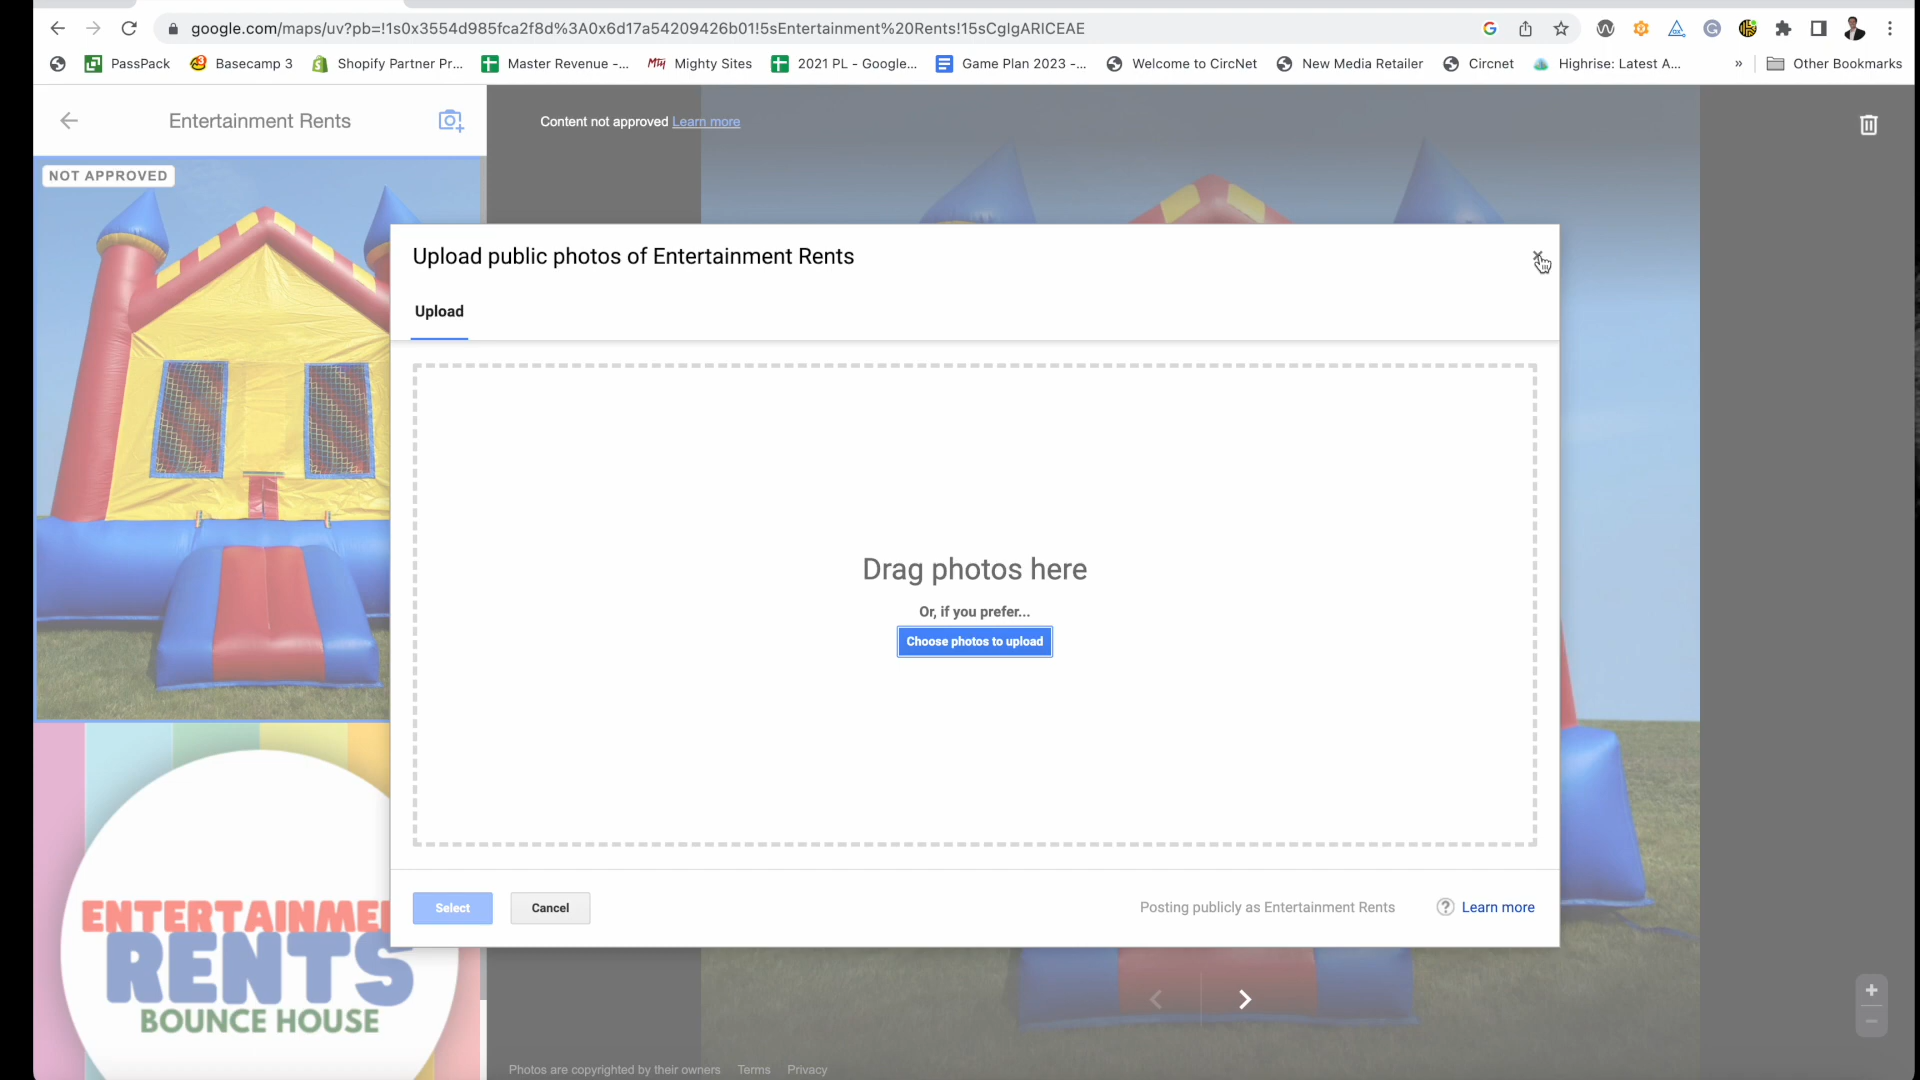 google.com/maps/uv?pb=!1s0x3554d985fca2f8d%3A0x6d17a54209426b01!5sEntertainment%20Rents!15sCgIgARICEAE
PassPack
Basecamp 3
Shopify Partner Pr...
Master Revenue -...
Mighty Sites
2021 PL - Google...
Game Plan 2023 -...
Welcome to CircNet
New Media Retailer
Circnet
Highrise: Latest A...
»
Other Bookmarks
Entertainment Rents
Content not approved Learn more
NOT APPROVED
Upload public photos of Entertainment Rents
Upload
Drag photos here
Or, if you prefer...
Choose photos to upload
Select
Cancel
Posting publicly as Entertainment Rents
Learn more
ENTERTAINME
RENTS
BOUNCE HOUSE
Photos are copyrighted by their owners
Terms
Privacy